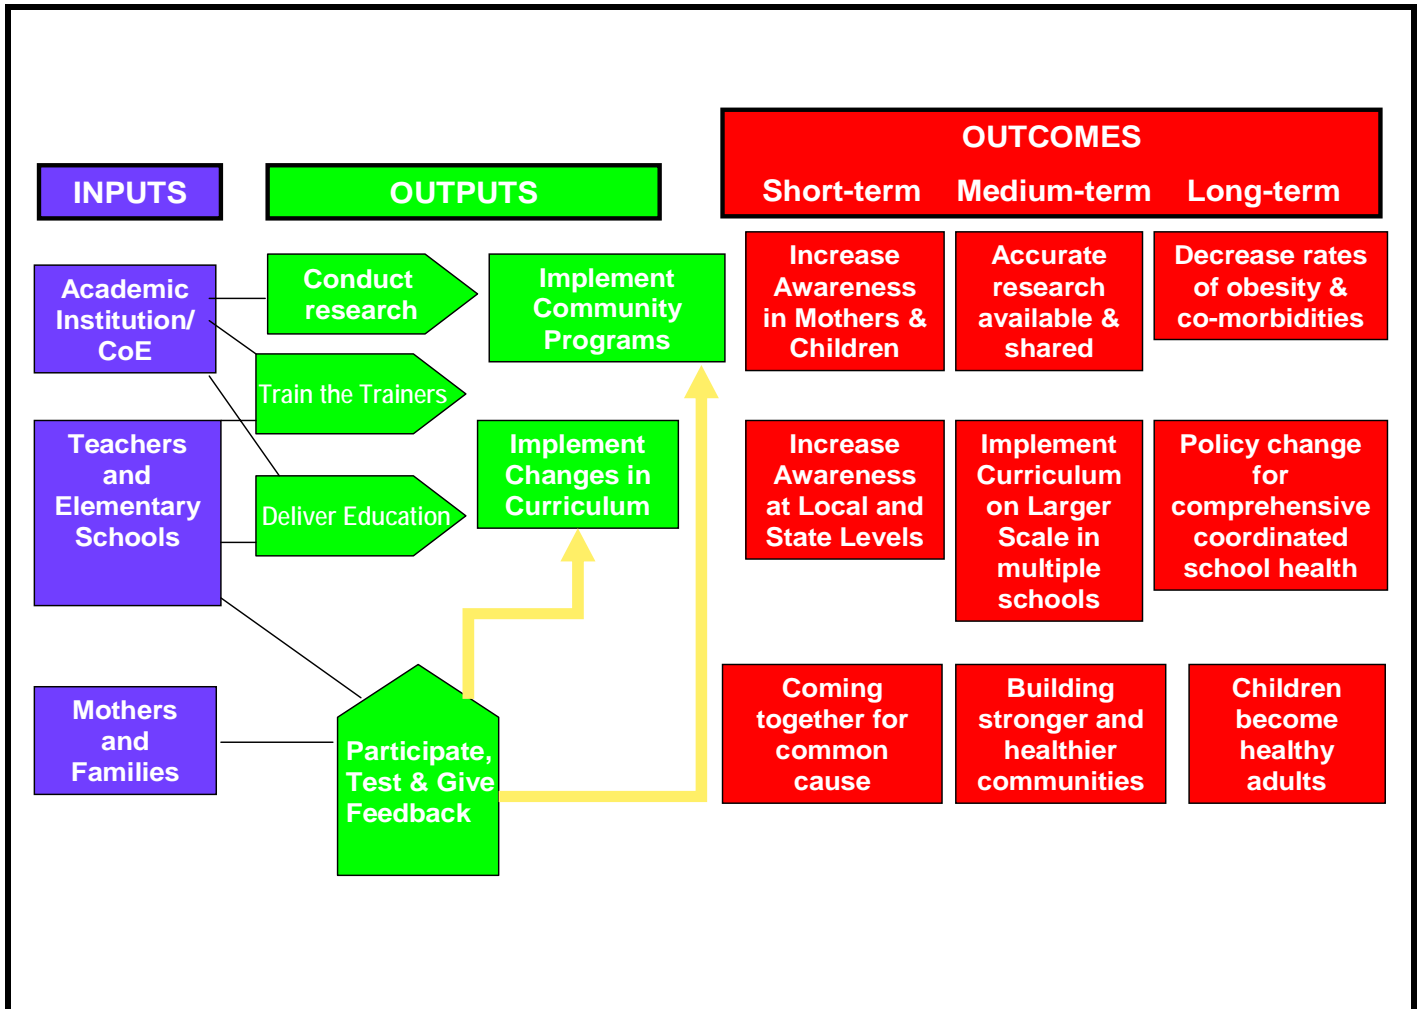 OUTCOMES
Short-term Medium-term Long-term
INPUTS
OUTPUTS
Academic
Institution/
CoE
Teachers
and
Elementary
Schools
Mothers
and
Families
Conduct
research
Train the Trainers
Deliver Education
Participate,
Test & Give
Feedback
Implement
Community
Programs
Implement
Changes in
Curriculum
Increase
Awareness
in Mothers &
Children
Accurate
research
available &
shared
Decrease rates
of obesity &
co-morbidities
Increase
Awareness
at Local and
State Levels
Implement
Curriculum
on Larger
Scale in
multiple
schools
Policy change
for
comprehensive
coordinated
school health
Coming
together for
common
cause
Building
stronger and
healthier
communities
Children
become
healthy
adults